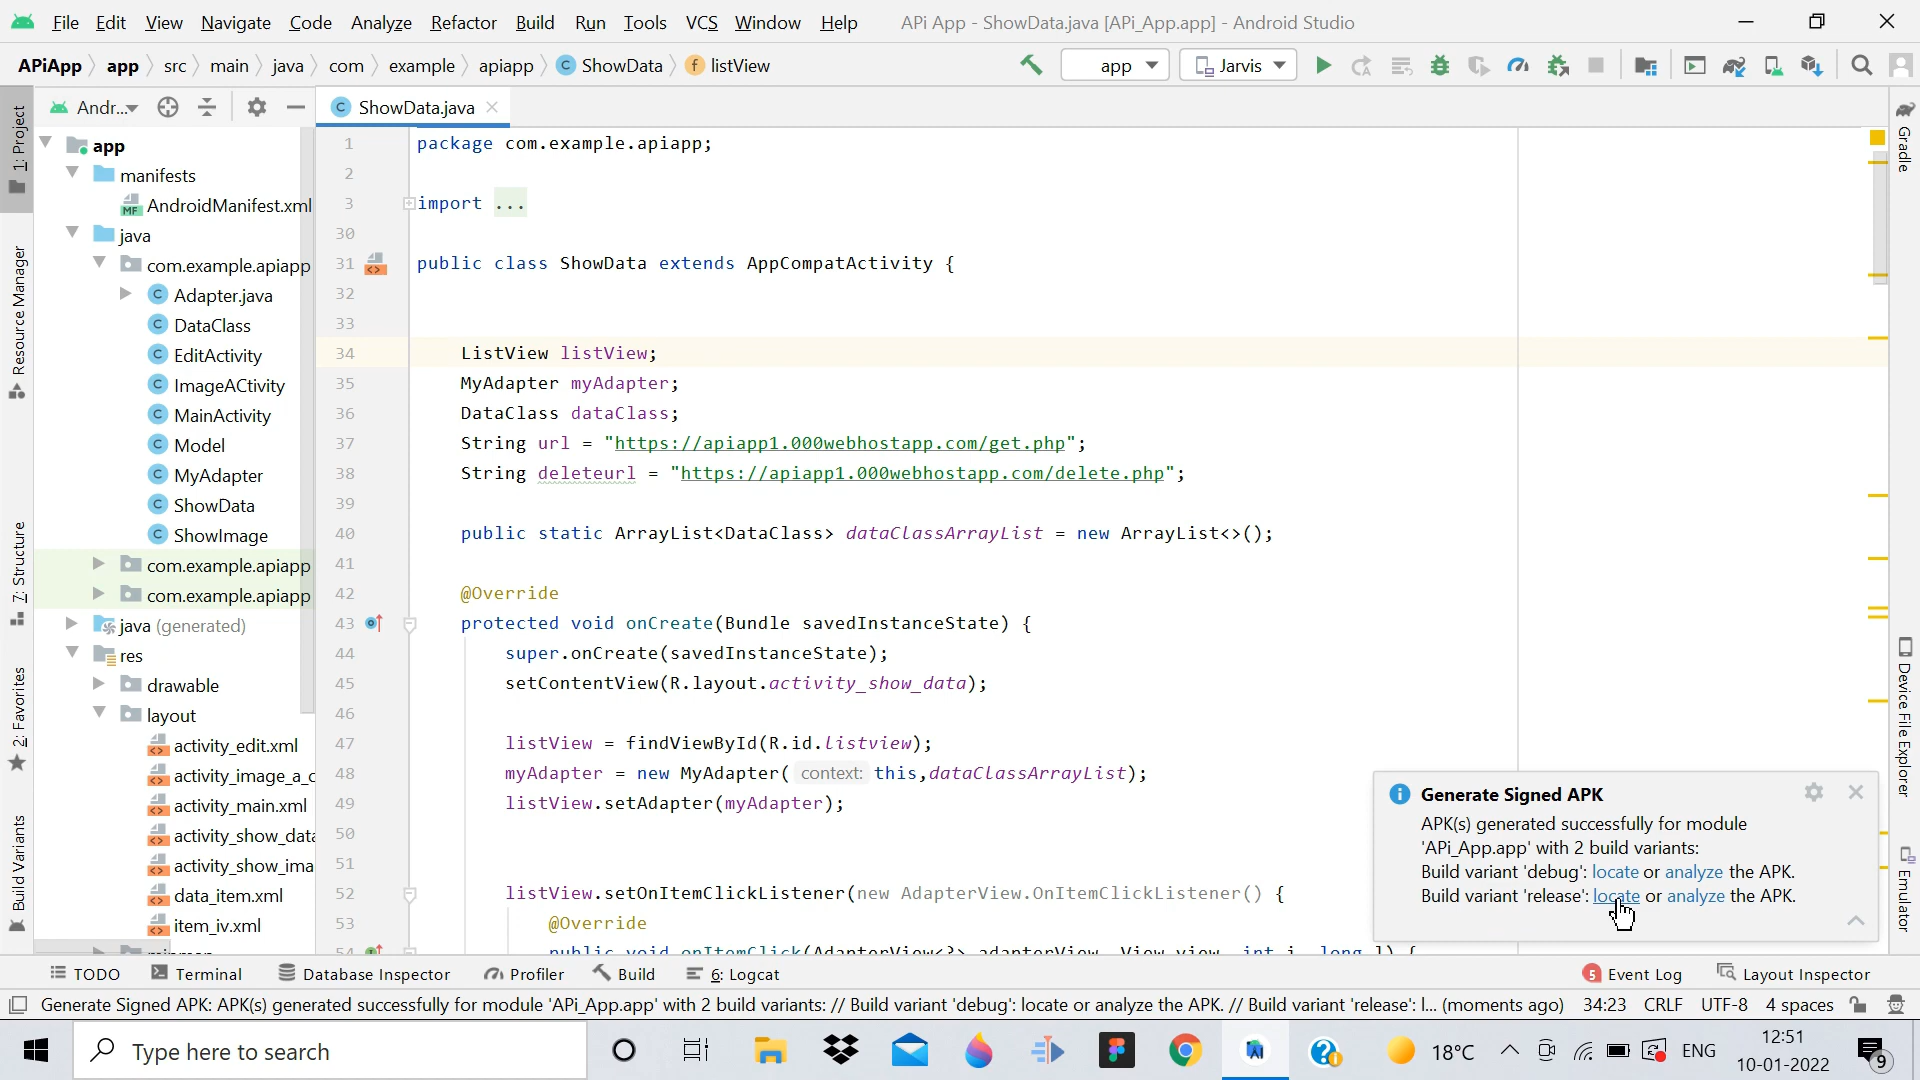 File Edit View Navigate Code Analyze Refactor Build Run Tools VCS Window Help APi App - ShowData.java [APi_App.app] - Android Studio
APiApp app src main java com example apiapp C ShowData f listView app Jarvis
Andr... C ShowData.java
1: Project
Resource Manager
7: Structure
2: Favorites
Build Variants
app
manifests
MF AndroidManifest.xml
java
com.example.apiapp
C Adapter.java
C DataClass
C EditActivity
C ImageACtivity
C MainActivity
C Model
C MyAdapter
C ShowData
C ShowImage
com.example.apiapp
com.example.apiapp
java (generated)
res
drawable
layout
activity_edit.xml
activity_image_a_c
activity_main.xml
activity_show_data
activity_show_ima
data_item.xml
item_iv.xml
1 package com.example.apiapp;
2
3 import ...
30
31 public class ShowData extends AppCompatActivity {
32
33
34 ListView listView;
35 MyAdapter myAdapter;
36 DataClass dataClass;
37 String url = "https://apiapp1.000webhostapp.com/get.php";
38 String deleteurl = "https://apiapp1.000webhostapp.com/delete.php";
39
40 public static ArrayList<DataClass> dataClassArrayList = new ArrayList<>();
41
42 @Override
43 protected void onCreate(Bundle savedInstanceState) {
44 super.onCreate(savedInstanceState);
45 setContentView(R.layout.activity_show_data);
46
47 listView = findViewById(R.id.listview);
48 myAdapter = new MyAdapter( context: this,dataClassArrayList);
49 listView.setAdapter(myAdapter);
50
51
52 listView.setOnItemClickListener(new AdapterView.OnItemClickListener() {
53 @Override
54 public void onItemClick(AdapterView<?> adapterView, View view, int i, long l) {
Gradle
Device File Explorer
Emulator
Generate Signed APK
APK(s) generated successfully for module
'APi_App.app' with 2 build variants:
Build variant 'debug': locate or analyze the APK.
Build variant 'release': locate or analyze the APK.
TODO Terminal Database Inspector Profiler Build 6: Logcat 5 Event Log Layout Inspector
Generate Signed APK: APK(s) generated successfully for module 'APi_App.app' with 2 build variants: // Build variant 'debug': locate or analyze the APK. // Build variant 'release': l... (moments ago) 34:23 CRLF UTF-8 4 spaces
Type here to search 18°C ENG 12:51
10-01-2022 9